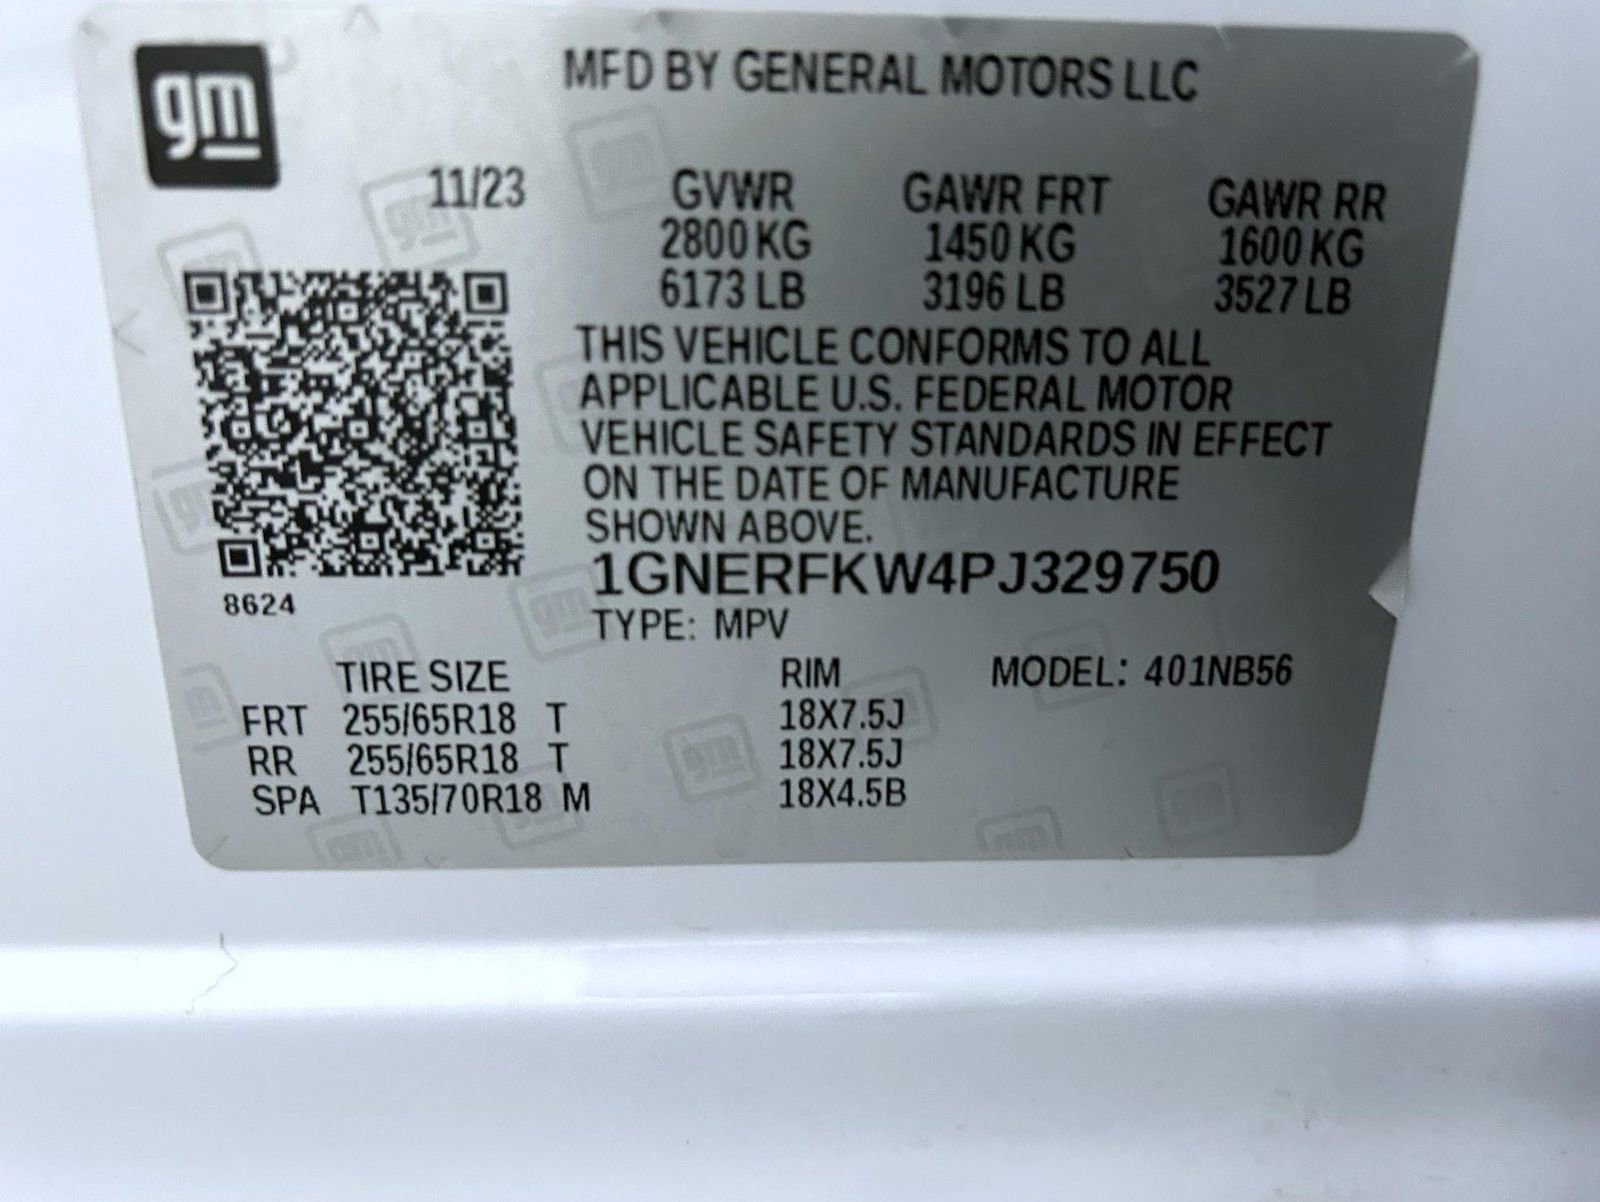 gm
MFD BY GENERAL MOTORS LLC
11/23 GVWR GAWR FRT GAWR RR
2800 KG 1450 KG 1600 KG
6173 LB 3196 LB 3527 LB
THIS VEHICLE CONFORMS TO ALL
APPLICABLE U.S. FEDERAL MOTOR
VEHICLE SAFETY STANDARDS IN EFFECT
ON THE DATE OF MANUFACTURE
SHOWN ABOVE.
1GNERFKW4PJ329750
8624
TYPE: MPV
TIRE SIZE RIM MODEL: 401NB56
FRT 255/65R18 T 18X7.5J
RR 255/65R18 T 18X7.5J
SPA T135/70R18 M 18X4.5B